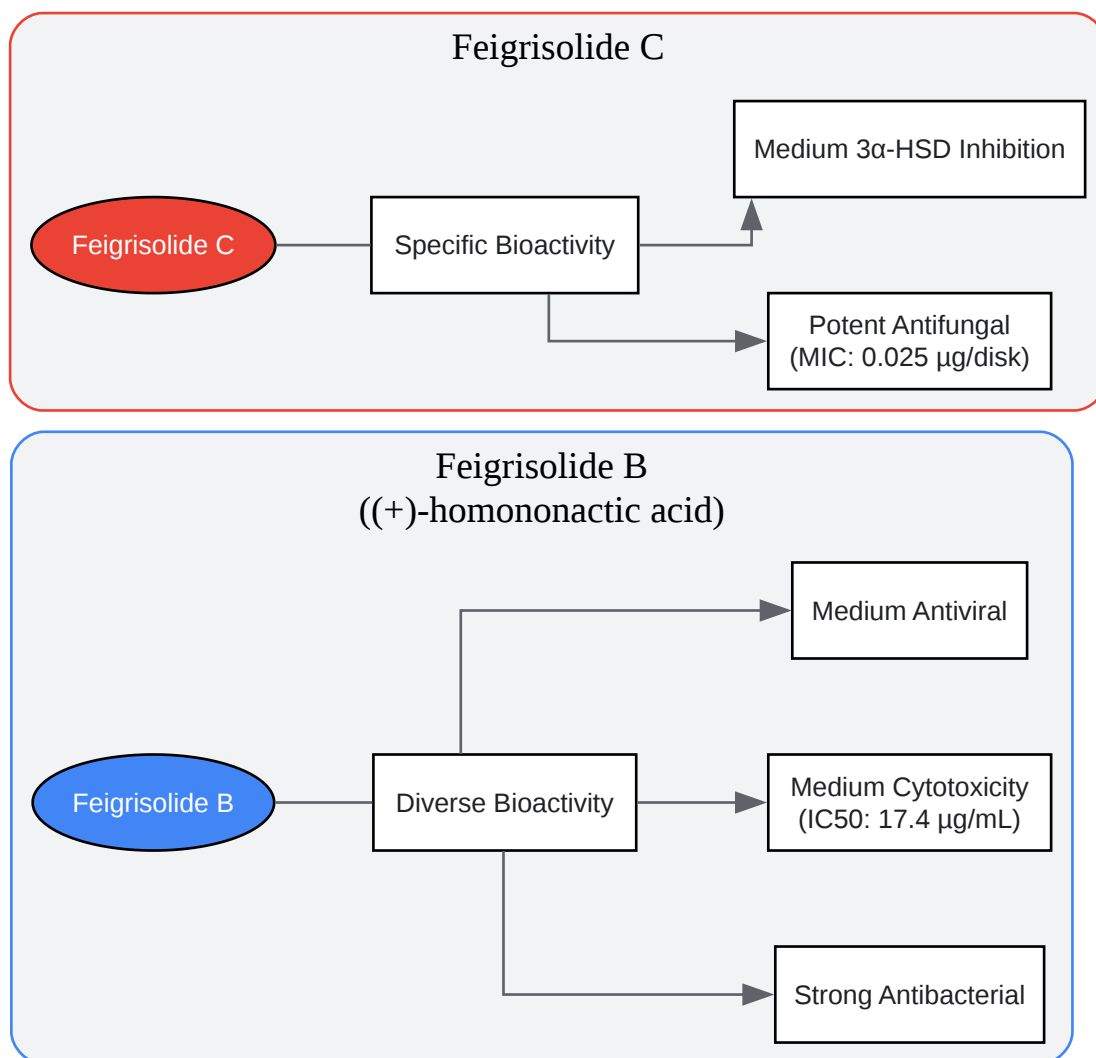 Feigrisolide C
Medium 3α-HSD Inhibition
Feigrisolide C
Specific Bioactivity
Potent Antifungal
(MIC: 0.025 µg/disk)
Feigrisolide B
((+)-homononactic acid)
Medium Antiviral
Feigrisolide B
Diverse Bioactivity
Medium Cytotoxicity
(IC50: 17.4 µg/mL)
Strong Antibacterial